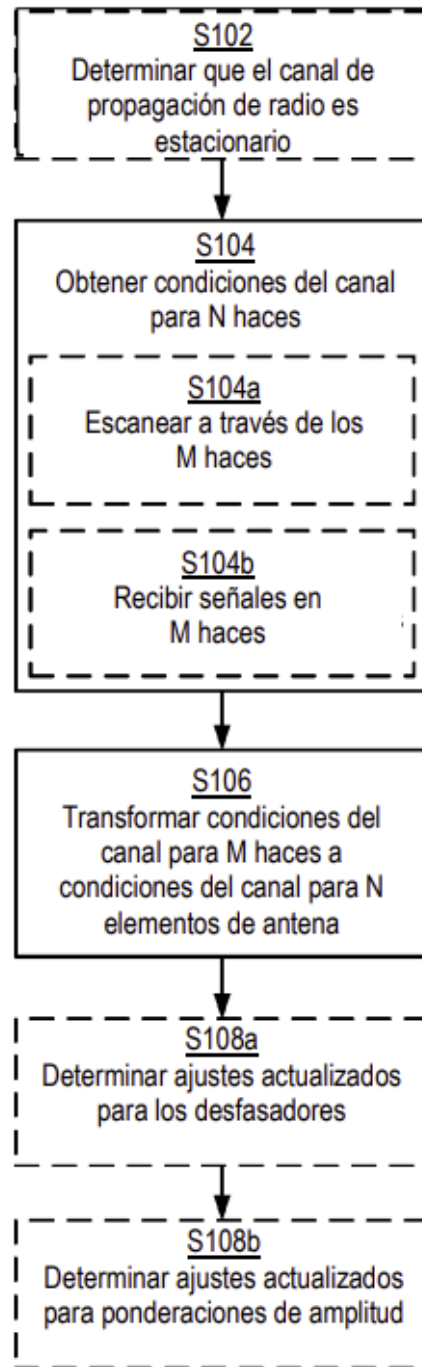 S102
Determinar que el canal de
propagación de radio es
estacionario
S104
Obtener condiciones del canal
para N haces
S104a
Escanear a través de los
M haces
S104b
Recibir señales en
M haces
S106
Transformar condiciones del
canal para M haces a
condiciones del canal para N
elementos de antena
S108a
Determinar ajustes actualizados
para los desfasadores
S108b
Determinar ajustes actualizados
para ponderaciones de amplitud